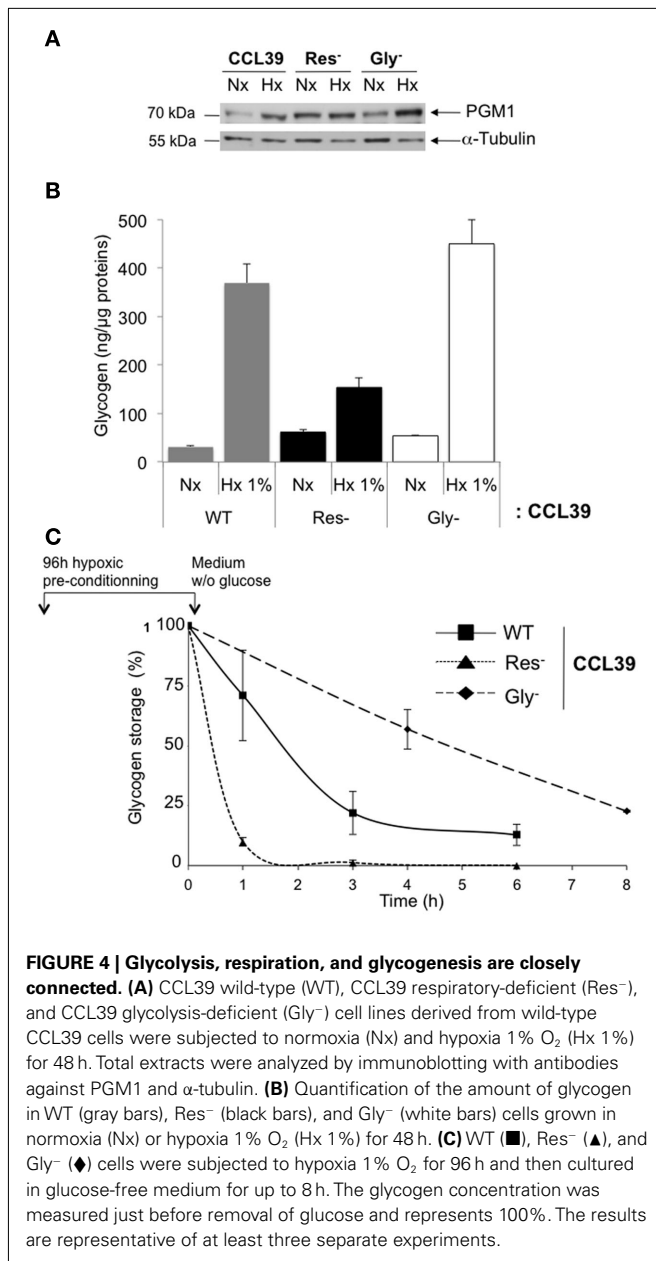 A
CCL39 Res⁻ Gly⁻
Nx Hx Nx Hx Nx Hx
70 kDa PGM1
55 kDa α-Tubulin
B
Glycogen (ng/µg proteins)
500
400
300
200
100
0
Nx Hx 1% Nx Hx 1% Nx Hx 1%
WT Res- Gly-
: CCL39
C
96h hypoxic
pre-conditionning
Medium
w/o glucose
Glycogen storage (%)
1 100
75
50
25
0
WT
Res⁻
Gly⁻
CCL39
0 1 2 3 4 5 6 7 8
Time (h)
FIGURE 4 | Glycolysis, respiration, and glycogenesis are closely
connected. (A) CCL39 wild-type (WT), CCL39 respiratory-deficient (Res⁻),
and CCL39 glycolysis-deficient (Gly⁻) cell lines derived from wild-type
CCL39 cells were subjected to normoxia (Nx) and hypoxia 1% O₂ (Hx 1%)
for 48 h. Total extracts were analyzed by immunoblotting with antibodies
against PGM1 and α-tubulin. (B) Quantification of the amount of glycogen
in WT (gray bars), Res⁻ (black bars), and Gly⁻ (white bars) cells grown in
normoxia (Nx) or hypoxia 1% O₂ (Hx 1%) for 48 h. (C) WT (■), Res⁻ (▲), and
Gly⁻ (♦) cells were subjected to hypoxia 1% O₂ for 96 h and then cultured
in glucose-free medium for up to 8 h. The glycogen concentration was
measured just before removal of glucose and represents 100%. The results
are representative of at least three separate experiments.